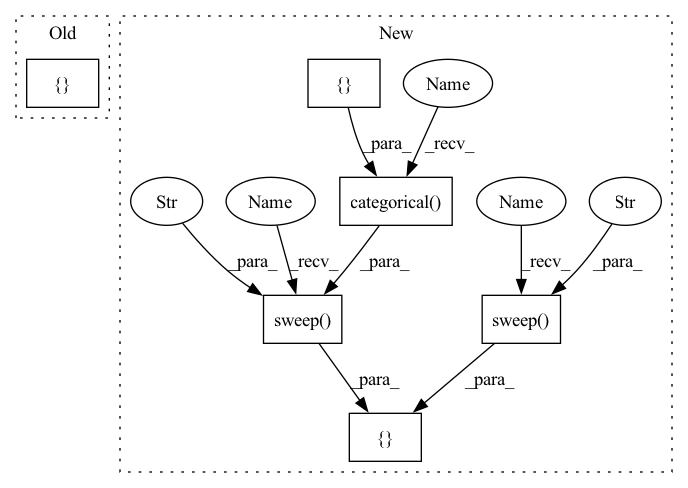 Old
New
{}
{}
Name
_para_
_recv_
Str
Name
categorical()
Name
Str
_para_
_recv_
_para_
_recv_
_para_
sweep()
sweep()
_para_
_para_
{}